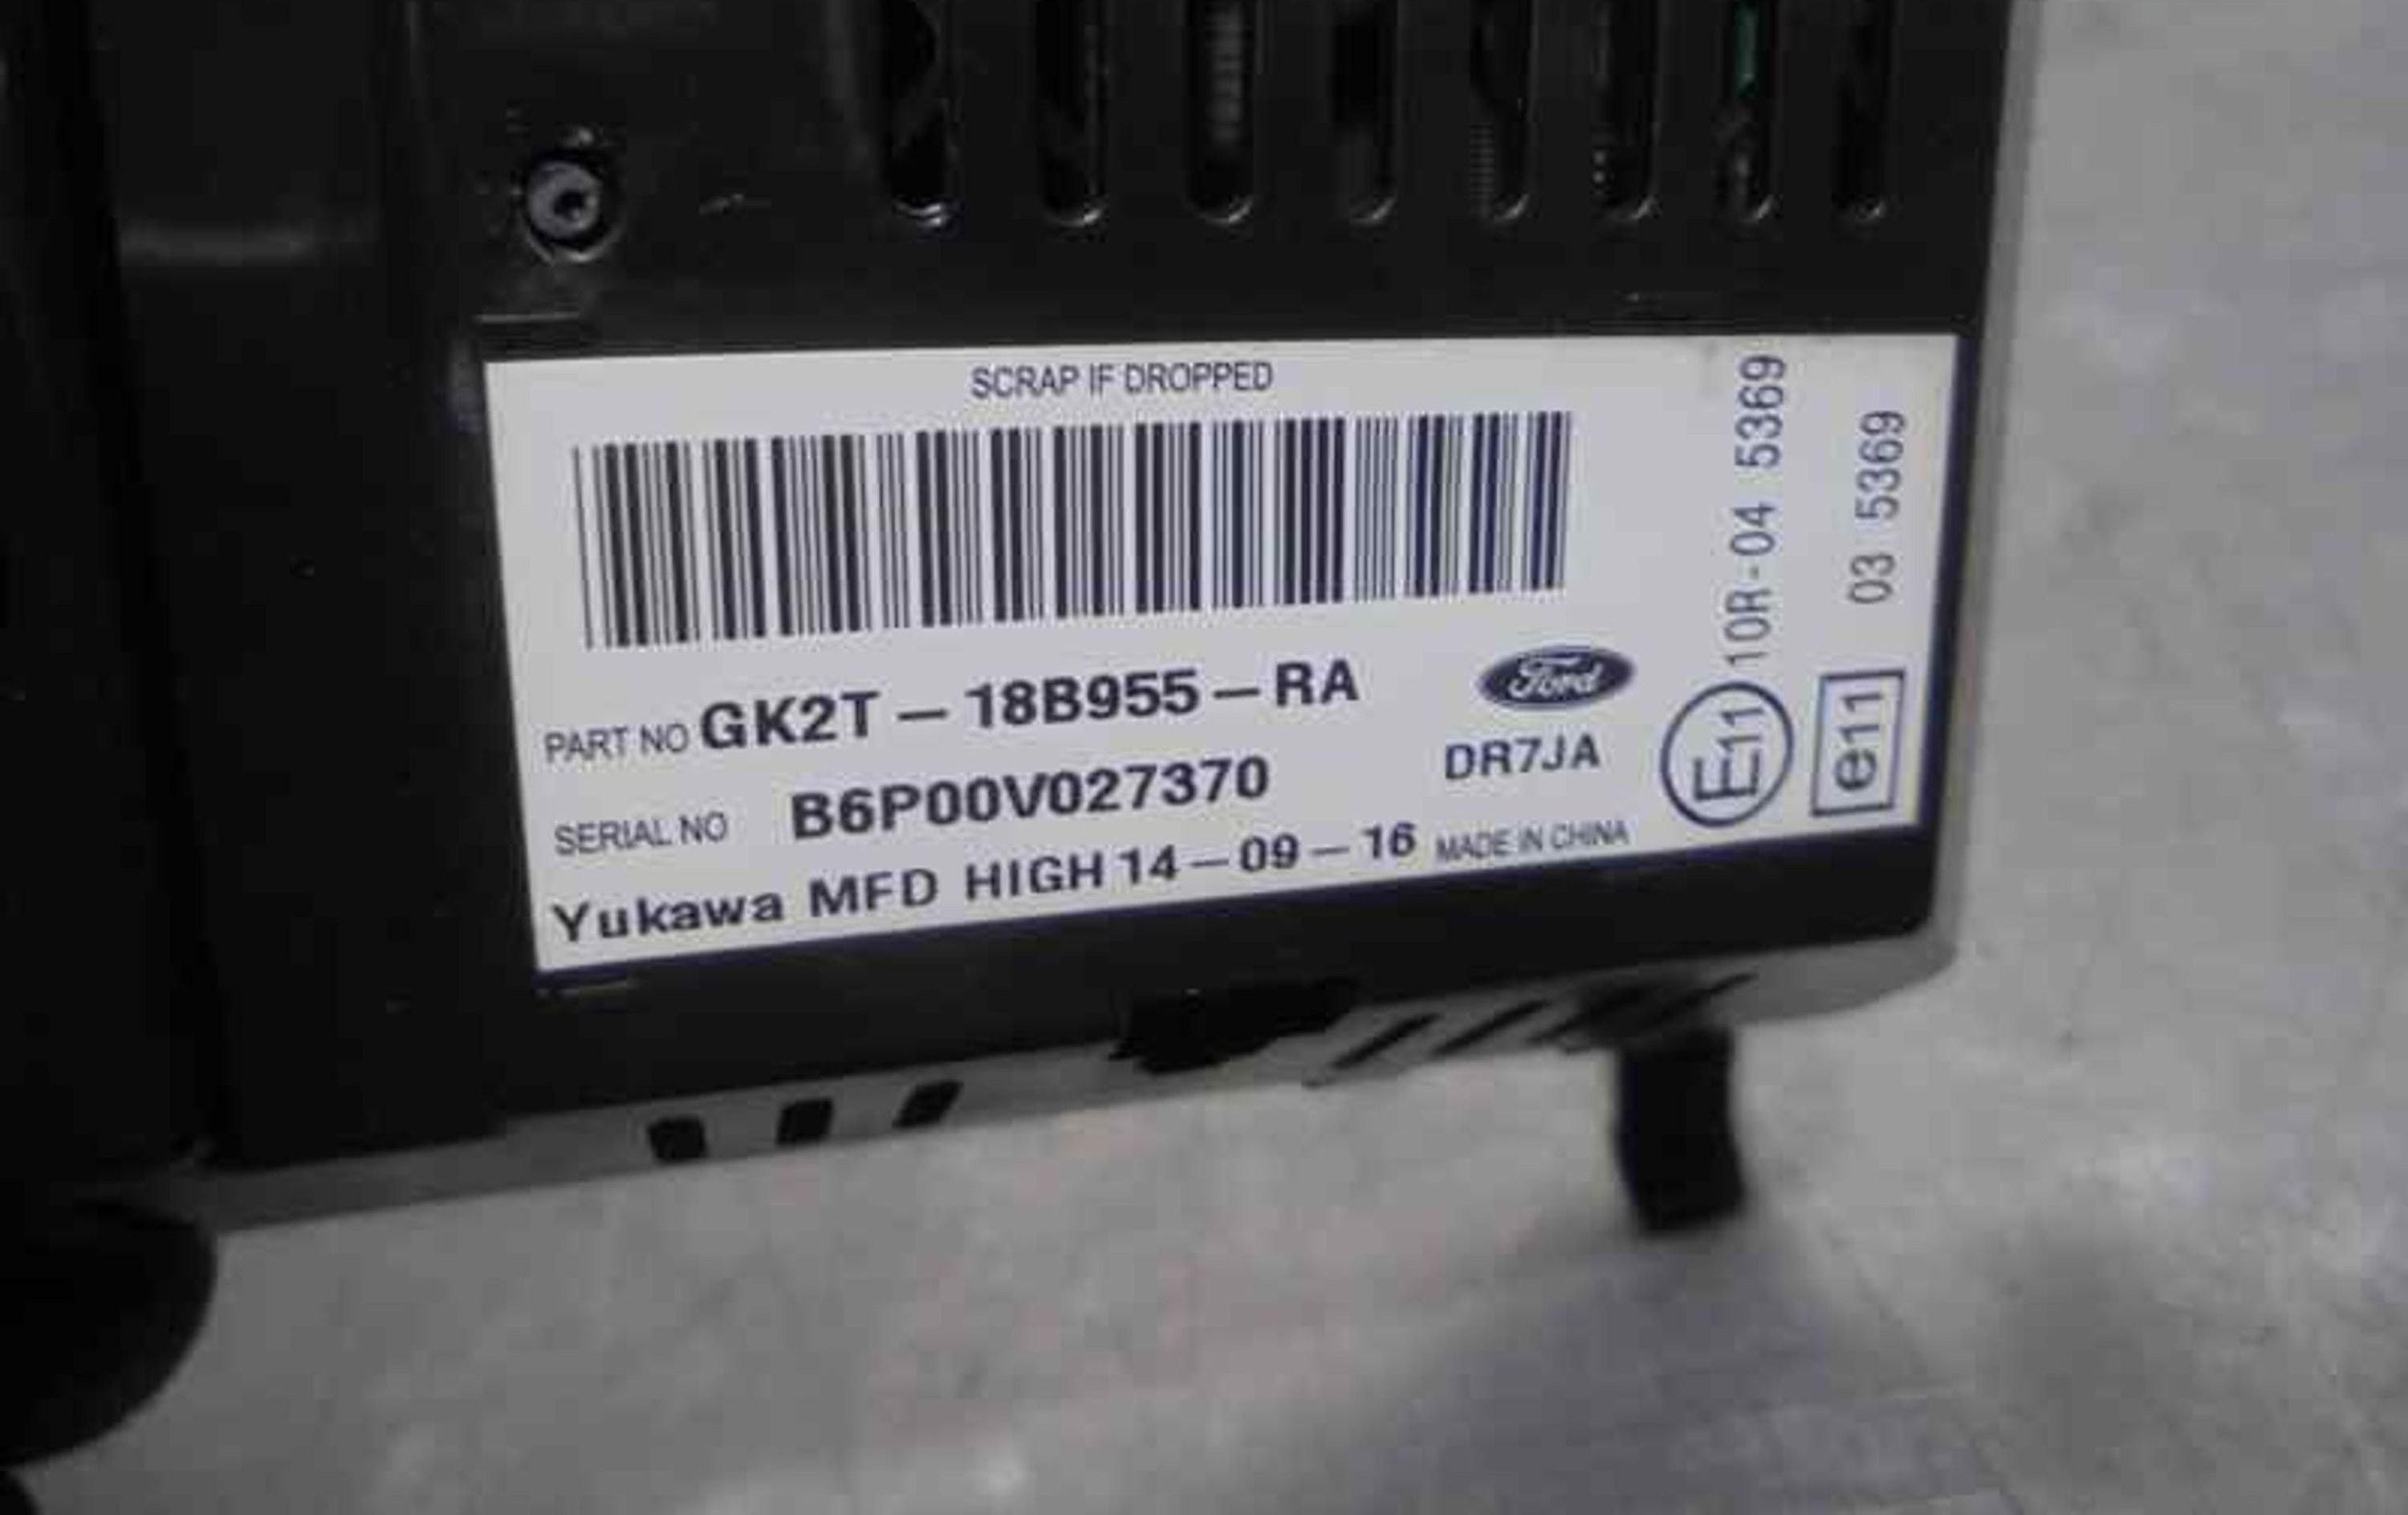 SCRAP IF DROPPED
PART NO GK2T – 18B955 – RA
Ford
SERIAL NO B6P00V027370
DR7JA
Yukawa MFD HIGH 14 – 09 – 16 MADE IN CHINA
E11 10R-04 5369
e11 03 5369